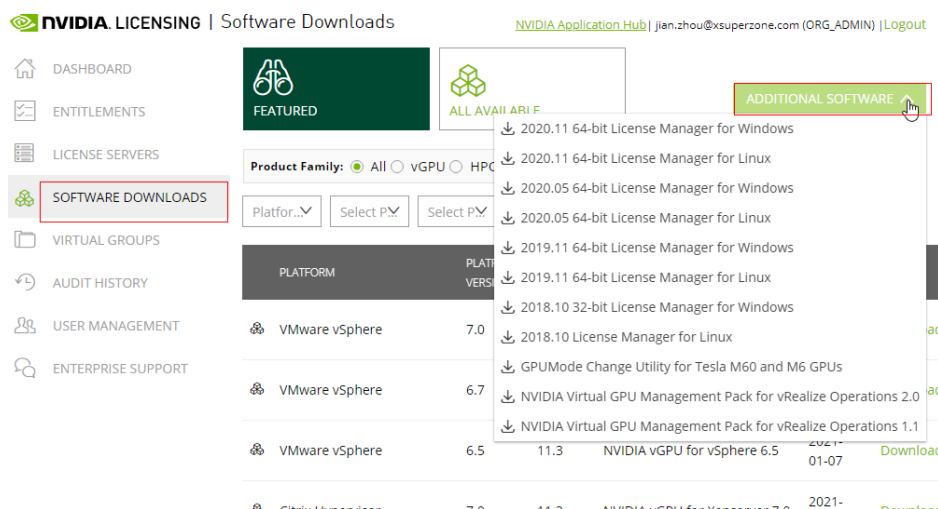 NVIDIA. LICENSING | Software Downloads
NVIDIA Application Hub | jian.zhou@xsuperzone.com (ORG_ADMIN) | Logout
DASHBOARD
ENTITLEMENTS
LICENSE SERVERS
SOFTWARE DOWNLOADS
VIRTUAL GROUPS
AUDIT HISTORY
USER MANAGEMENT
ENTERPRISE SUPPORT
FEATURED
ALL AVAILABLE
ADDITIONAL SOFTWARE
2020.11 64-bit License Manager for Windows
2020.11 64-bit License Manager for Linux
2020.05 64-bit License Manager for Windows
2020.05 64-bit License Manager for Linux
2019.11 64-bit License Manager for Windows
2019.11 64-bit License Manager for Linux
2018.10 32-bit License Manager for Windows
2018.10 License Manager for Linux
GPUMode Change Utility for Tesla M60 and M6 GPUs
NVIDIA Virtual GPU Management Pack for vRealize Operations 2.0
NVIDIA Virtual GPU Management Pack for vRealize Operations 1.1
Product Family: All vGPU HPC
Platfor... Select P... Select P...
PLATFORM
VMware vSphere 7.0
VMware vSphere 6.7
VMware vSphere 6.5 11.3 NVIDIA vGPU for vSphere 6.5 2021-01-07 Download
2021-